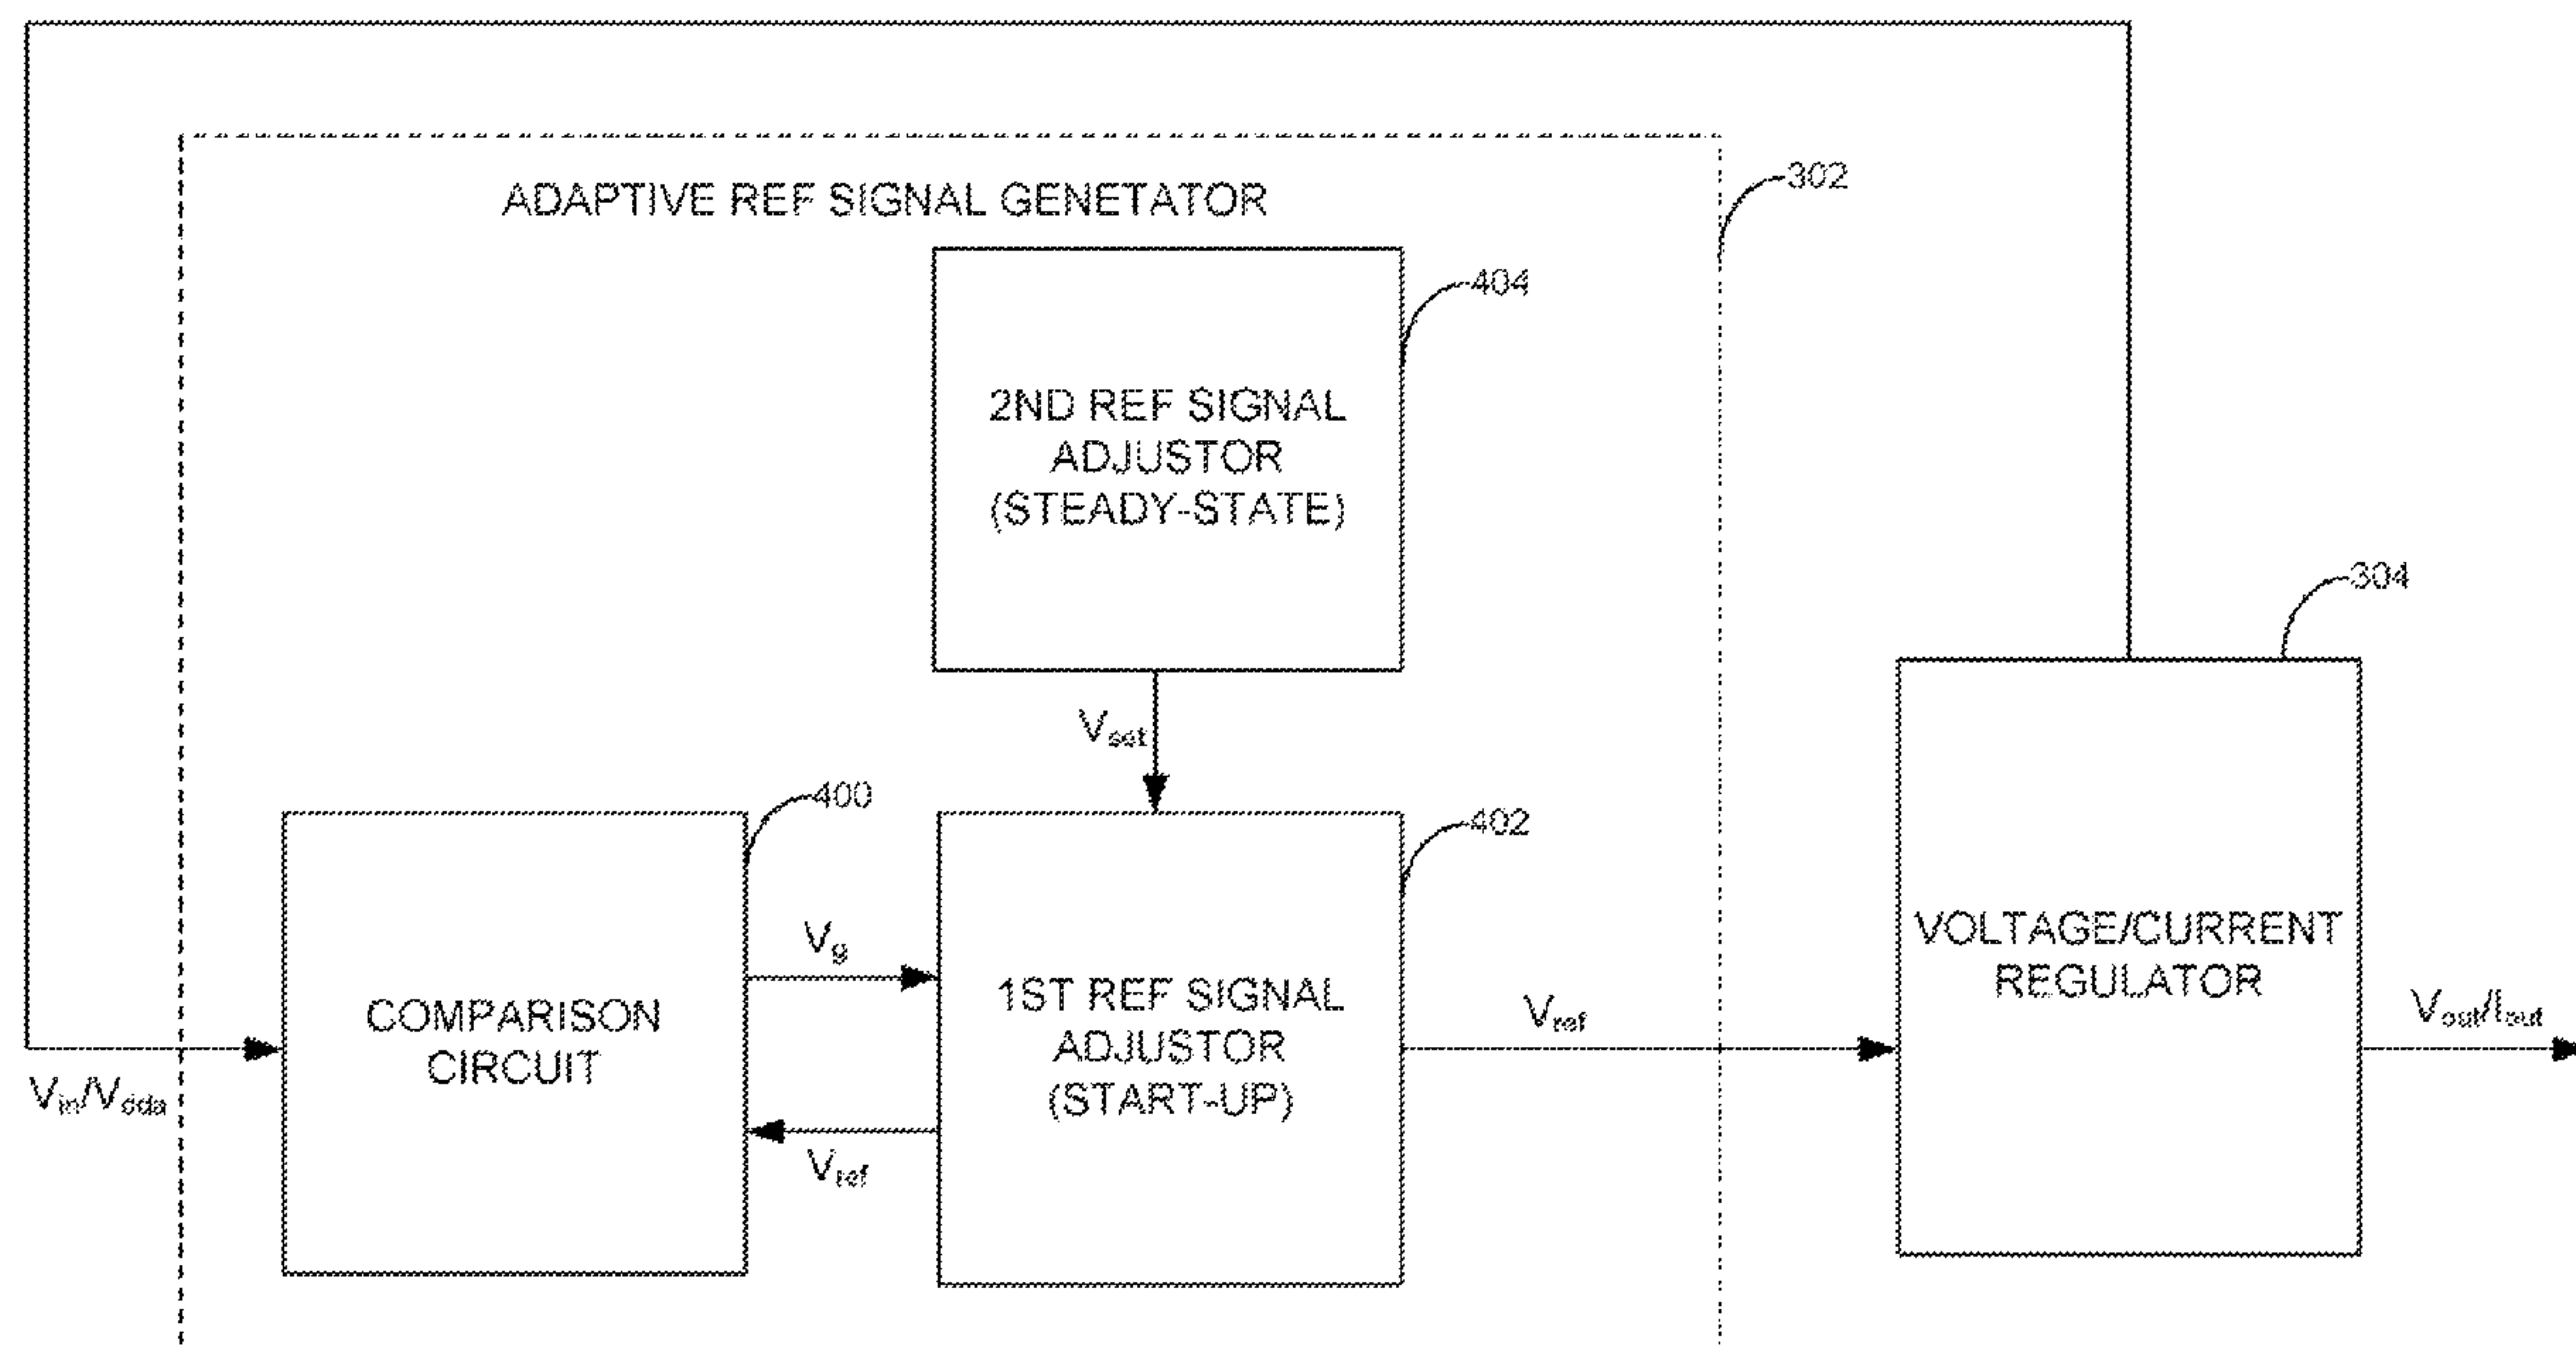 ADAPTIVE REF SIGNAL GENETATOR
302
404
2ND REF SIGNAL
ADJUSTOR
(STEADY-STATE)
304
Vset
400
402
Vg
COMPARISON
CIRCUIT
1ST REF SIGNAL
ADJUSTOR
(START-UP)
Vref
VOLTAGE/CURRENT
REGULATOR
Vout/Iout
Vin/Vdda
Vref